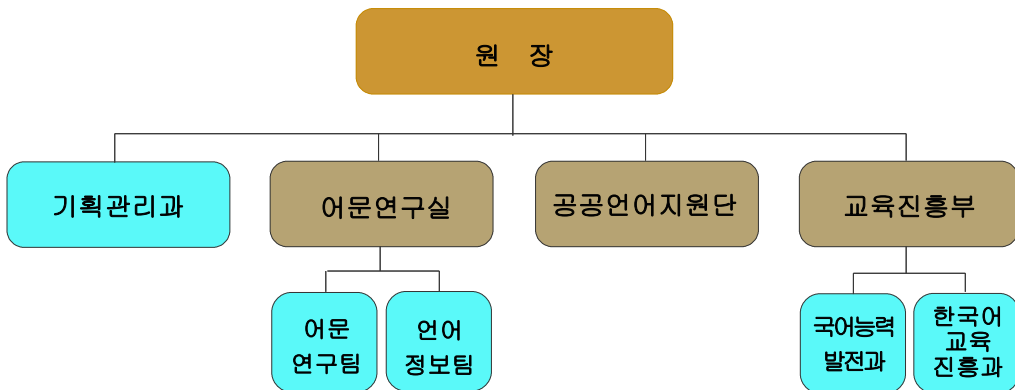 원 장
기획관리과
어문연구실
공공언어지원단
교육진흥부
어문
연구팀
언어
정보팀
국어능력
발전과
한국어
교육
진흥과